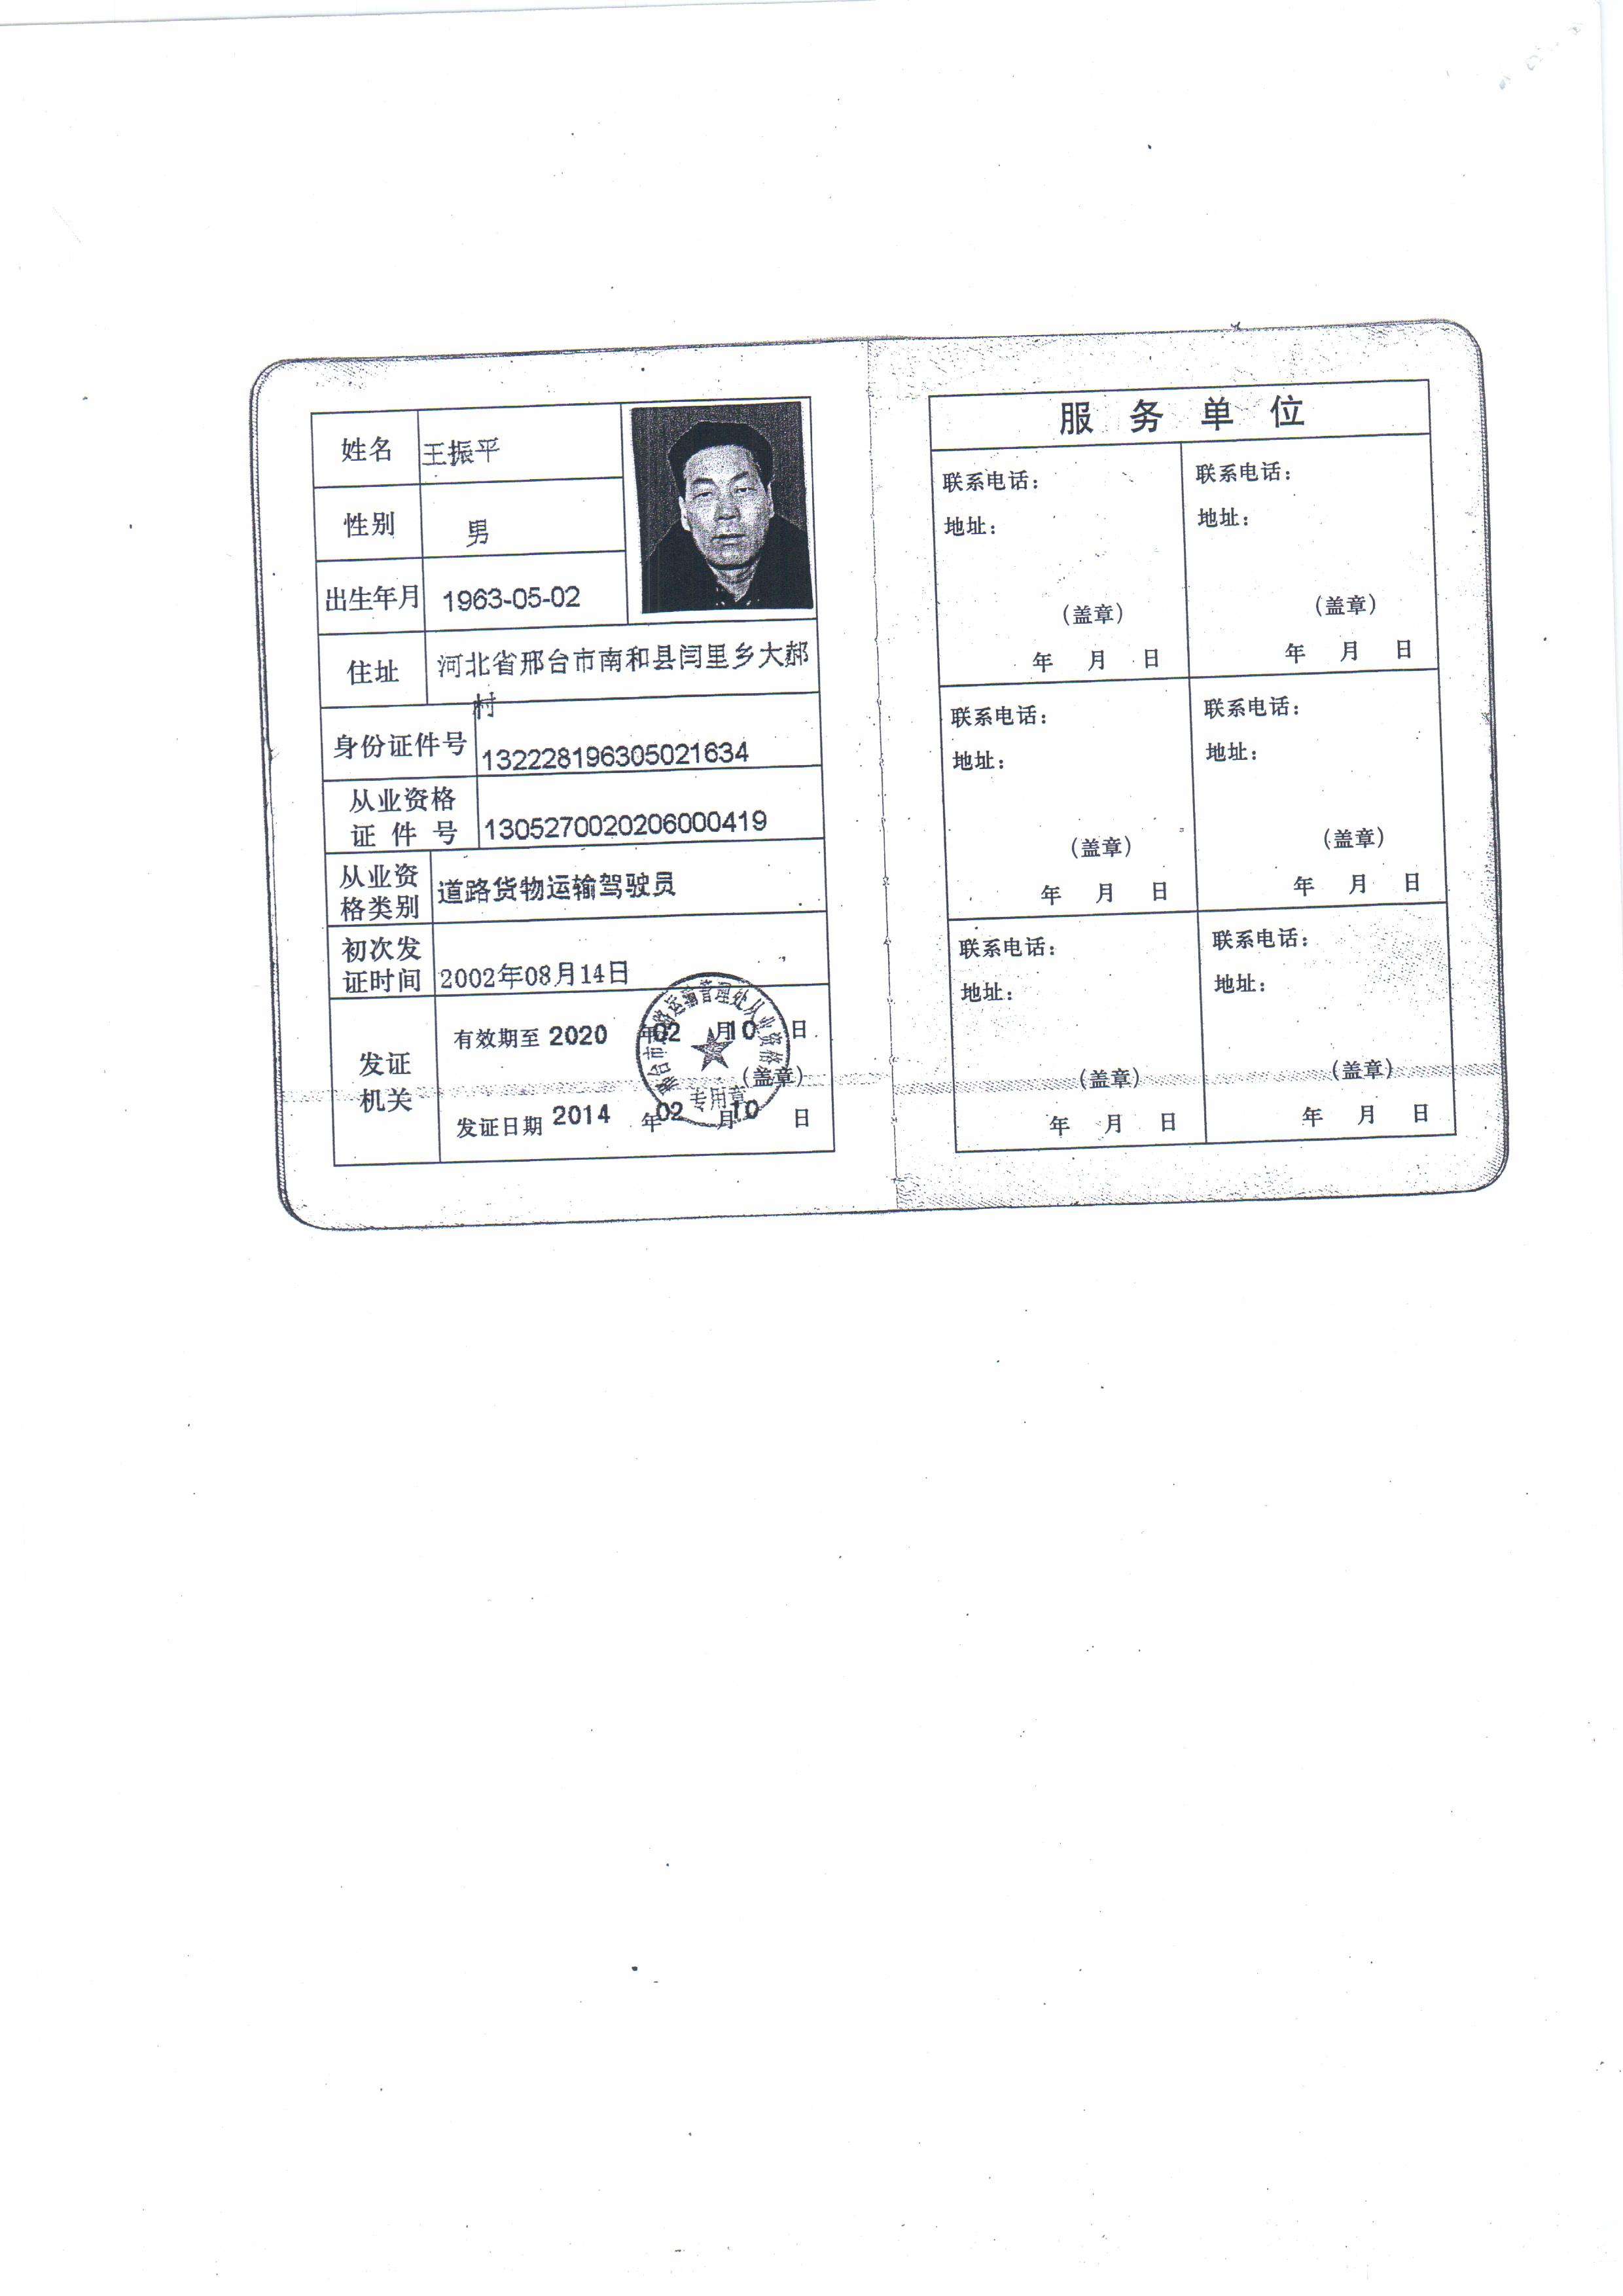 姓名 王振平
性别 男
出生年月 1963-05-02
住址 河北省邢台市南和县闫里乡大郝
村
身份证件号 132228196305021634
从业资格
证件号 1305270020206000419
从业资
格类别 道路货物运输驾驶员
初次发
证时间 2002年08月14日
发证
机关
有效期至 2020 年02 月10 日
(盖章)
发证日期 2014 年02 月10 日
邢台市道路运输管理处从业资格
专用章
服务单位
联系电话: 联系电话:
地址: 地址:
(盖章) (盖章)
年 月 日 年 月 日
联系电话: 联系电话:
地址: 地址:
(盖章) (盖章)
年 月 日 年 月 日
联系电话: 联系电话:
地址: 地址:
(盖章) (盖章)
年 月 日 年 月 日